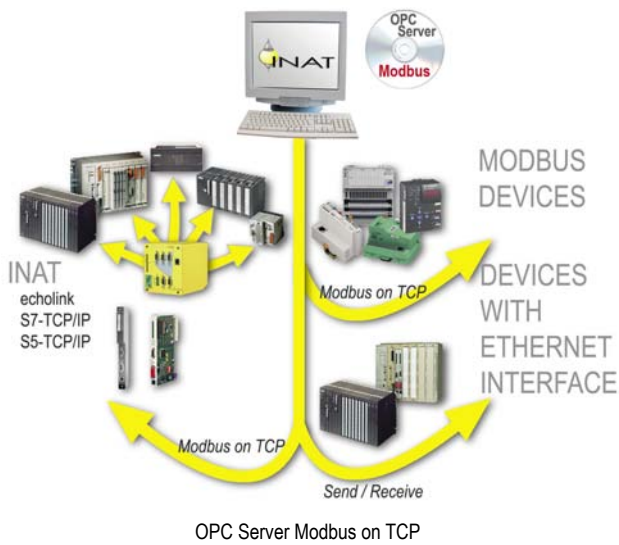 OPC
Server
Modbus
INAT
MODBUS
DEVICES
INAT
echolink
S7-TCP/IP
S5-TCP/IP
Modbus on TCP
DEVICES
WITH
ETHERNET
INTERFACE
Modbus on TCP
Send / Receive
OPC Server Modbus on TCP